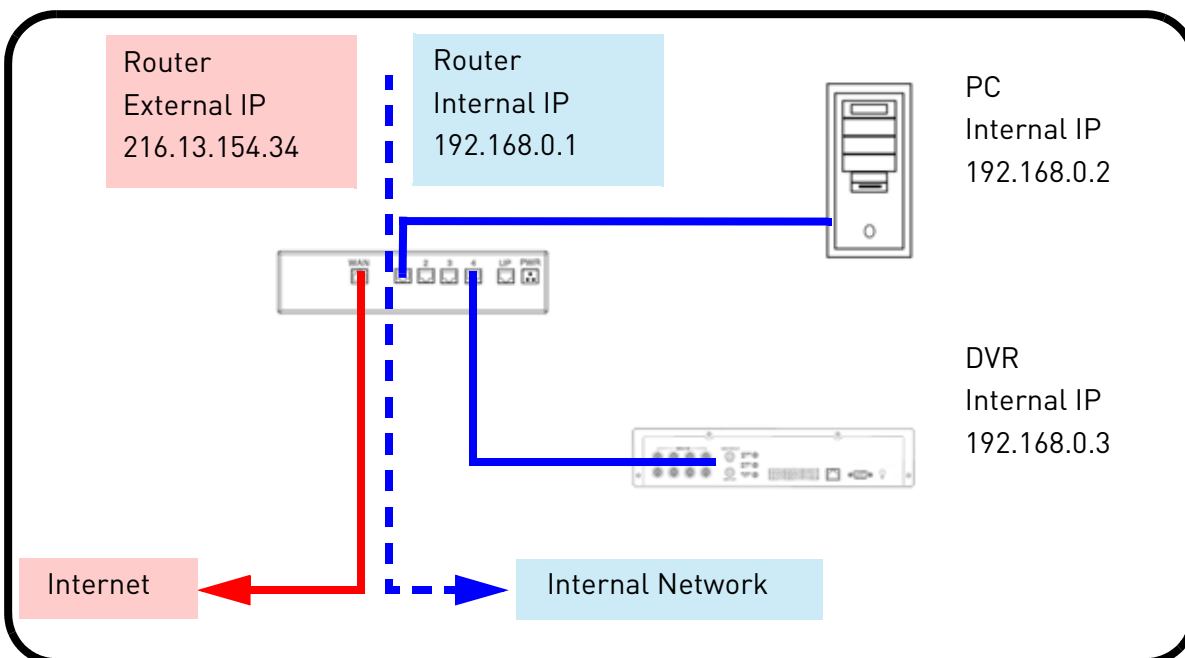 Router
External IP
216.13.154.34
Router
Internal IP
192.168.0.1
PC
Internal IP
192.168.0.2
WAN
2
3
4
UP
PWR
DVR
Internal IP
192.168.0.3
Internet
Internal Network